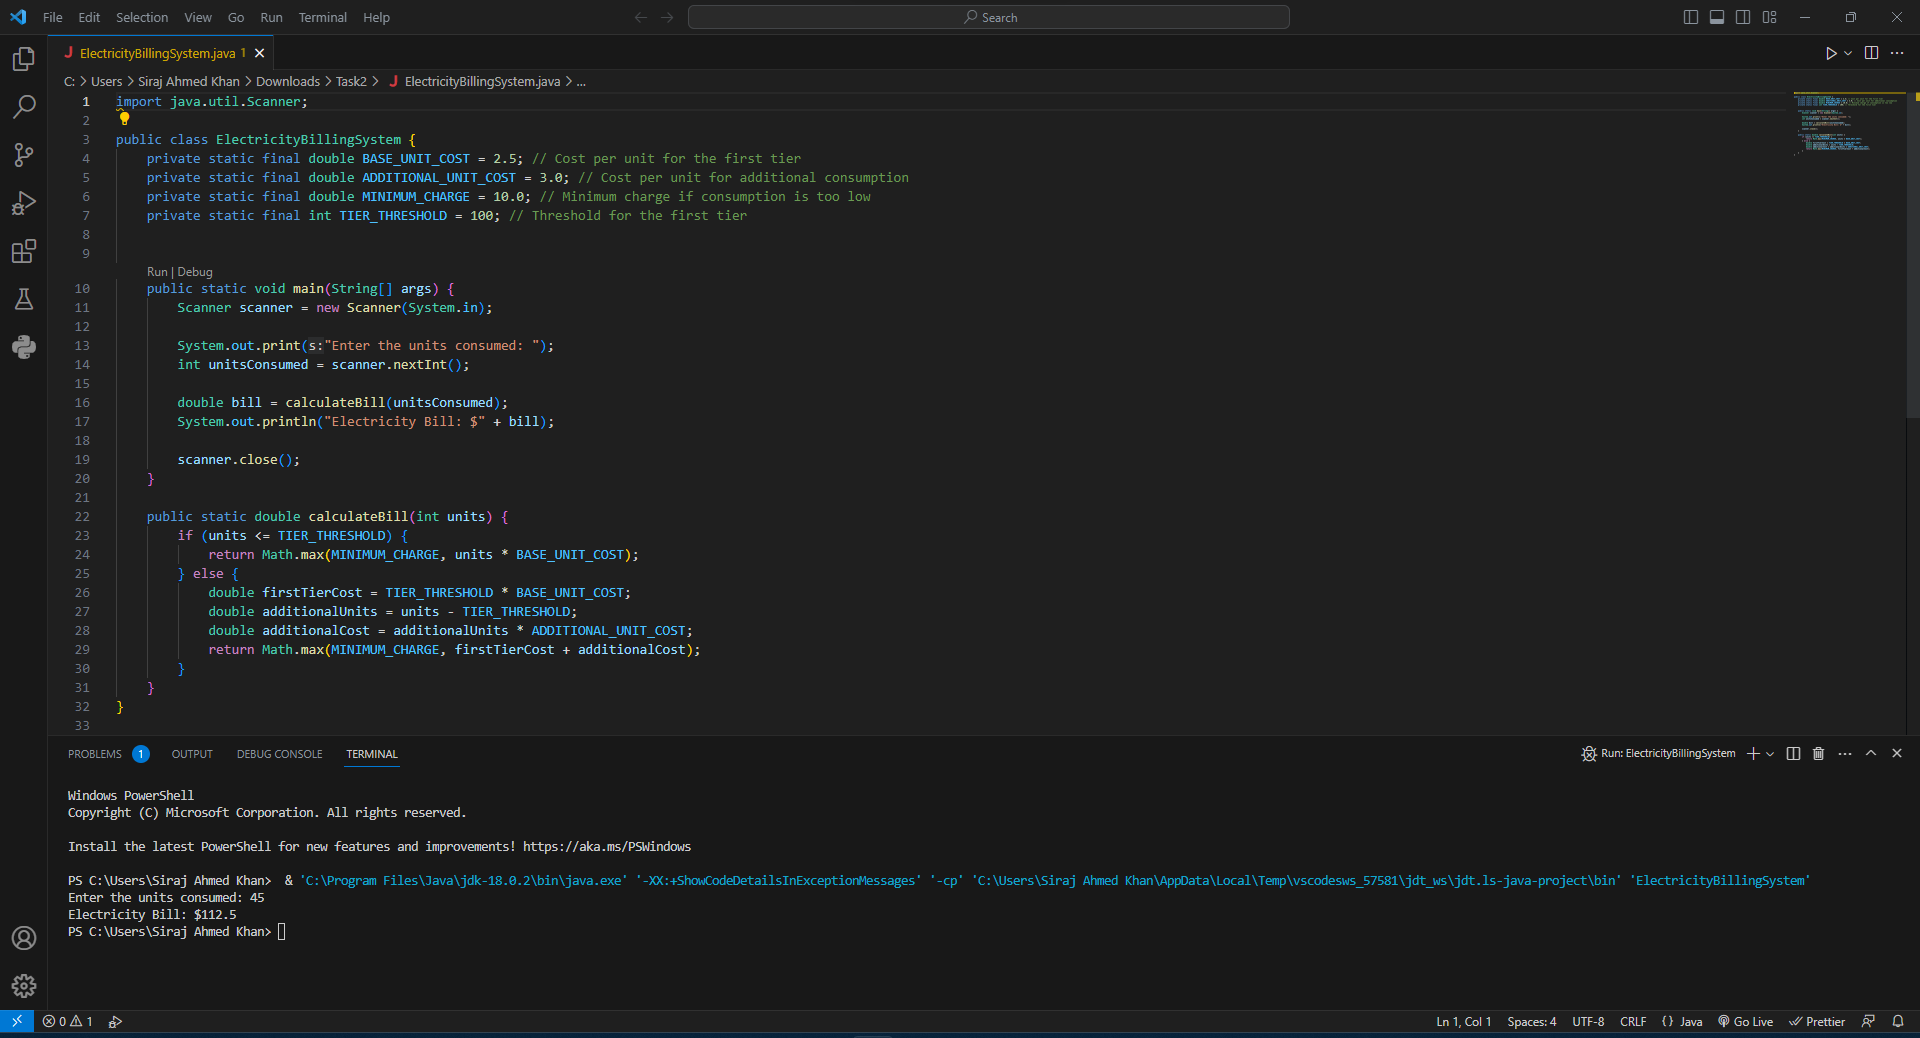 File Edit Selection View Go Run Terminal Help Search
ElectricityBillingSystem.java 1
C: > Users > Siraj Ahmed Khan > Downloads > Task2 > J ElectricityBillingSystem.java > ...
1 import java.util.Scanner;
2
3 public class ElectricityBillingSystem {
4 private static final double BASE_UNIT_COST = 2.5; // Cost per unit for the first tier
5 private static final double ADDITIONAL_UNIT_COST = 3.0; // Cost per unit for additional consumption
6 private static final double MINIMUM_CHARGE = 10.0; // Minimum charge if consumption is too low
7 private static final int TIER_THRESHOLD = 100; // Threshold for the first tier
8
9
Run | Debug
10 public static void main(String[] args) {
11 Scanner scanner = new Scanner(System.in);
12
13 System.out.print(s:"Enter the units consumed: ");
14 int unitsConsumed = scanner.nextInt();
15
16 double bill = calculateBill(unitsConsumed);
17 System.out.println("Electricity Bill: $" + bill);
18
19 scanner.close();
20 }
21
22 public static double calculateBill(int units) {
23 if (units <= TIER_THRESHOLD) {
24 return Math.max(MINIMUM_CHARGE, units * BASE_UNIT_COST);
25 } else {
26 double firstTierCost = TIER_THRESHOLD * BASE_UNIT_COST;
27 double additionalUnits = units - TIER_THRESHOLD;
28 double additionalCost = additionalUnits * ADDITIONAL_UNIT_COST;
29 return Math.max(MINIMUM_CHARGE, firstTierCost + additionalCost);
30 }
31 }
32 }
33
PROBLEMS 1 OUTPUT DEBUG CONSOLE TERMINAL Run: ElectricityBillingSystem
Windows PowerShell
Copyright (C) Microsoft Corporation. All rights reserved.
Install the latest PowerShell for new features and improvements! https://aka.ms/PSWindows
PS C:\Users\Siraj Ahmed Khan> & 'C:\Program Files\Java\jdk-18.0.2\bin\java.exe' '-XX:+ShowCodeDetailsInExceptionMessages' '-cp' 'C:\Users\Siraj Ahmed Khan\AppData\Local\Temp\vscodesws_57581\jdt_ws\jdt.ls-java-project\bin' 'ElectricityBillingSystem'
Enter the units consumed: 45
Electricity Bill: $112.5
PS C:\Users\Siraj Ahmed Khan>
0 1 Ln 1, Col 1 Spaces: 4 UTF-8 CRLF {} Java Go Live Prettier